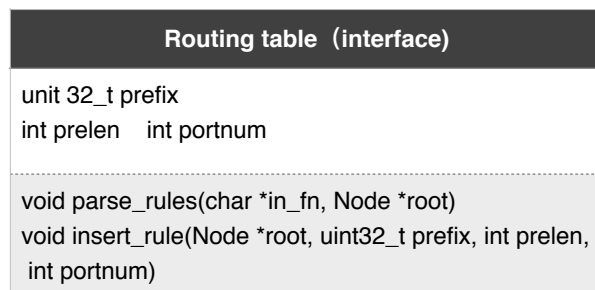 Routing table（interface)
unit 32_t prefix
int prelen    int portnum
void parse_rules(char *in_fn, Node *root)
void insert_rule(Node *root, uint32_t prefix, int prelen,
int portnum)